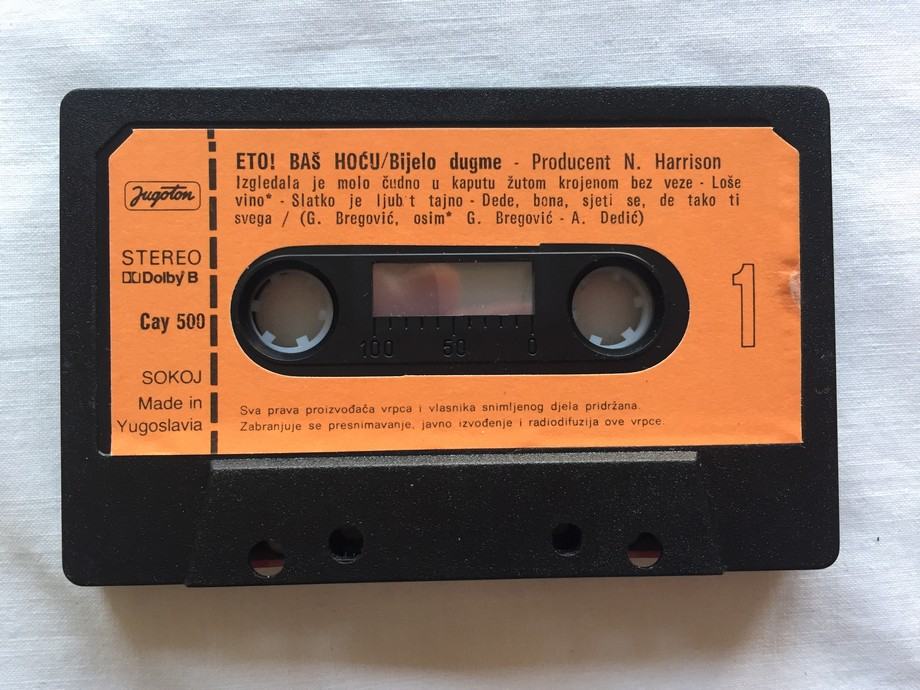 ETO! BAŠ HOĆU/Bijelo dugme - Producent N. Harrison
Izgledala je malo čudno u kaputu žutom krojenom bez veze - Loše
vino* - Slatko je ljub t tajno - Dede, bona, sjeti se, de tako ti
svega / (G. Bregović, osim* G. Bregović - A. Dedić)
Jugoton
STEREO
Dolby B
Cay 500
SOKOJ
Made in
Yugoslavia
100 50 0
1
Sva prava proizvođača vrpca i vlasnika snimljenog djela pridržana.
Zabranjuje se presnimavanje, javno izvođenje i radiodifuzija ove vrpce.